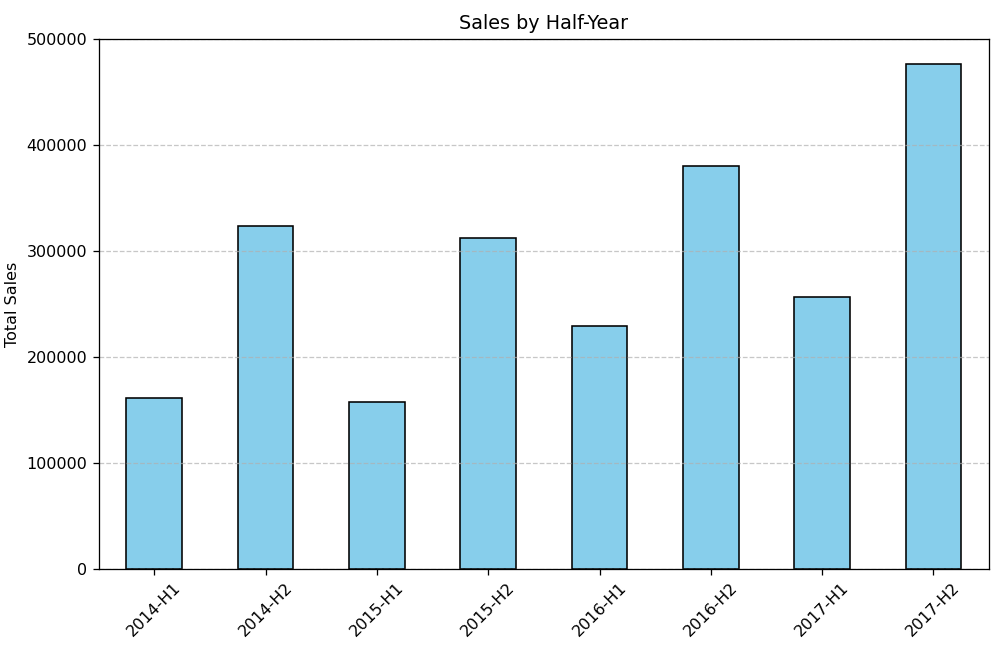 Sales by Half-Year
500000
400000
300000
200000
100000
0
Total Sales
2014-H1
2014-H2
2015-H1
2015-H2
2016-H1
2016-H2
2017-H1
2017-H2